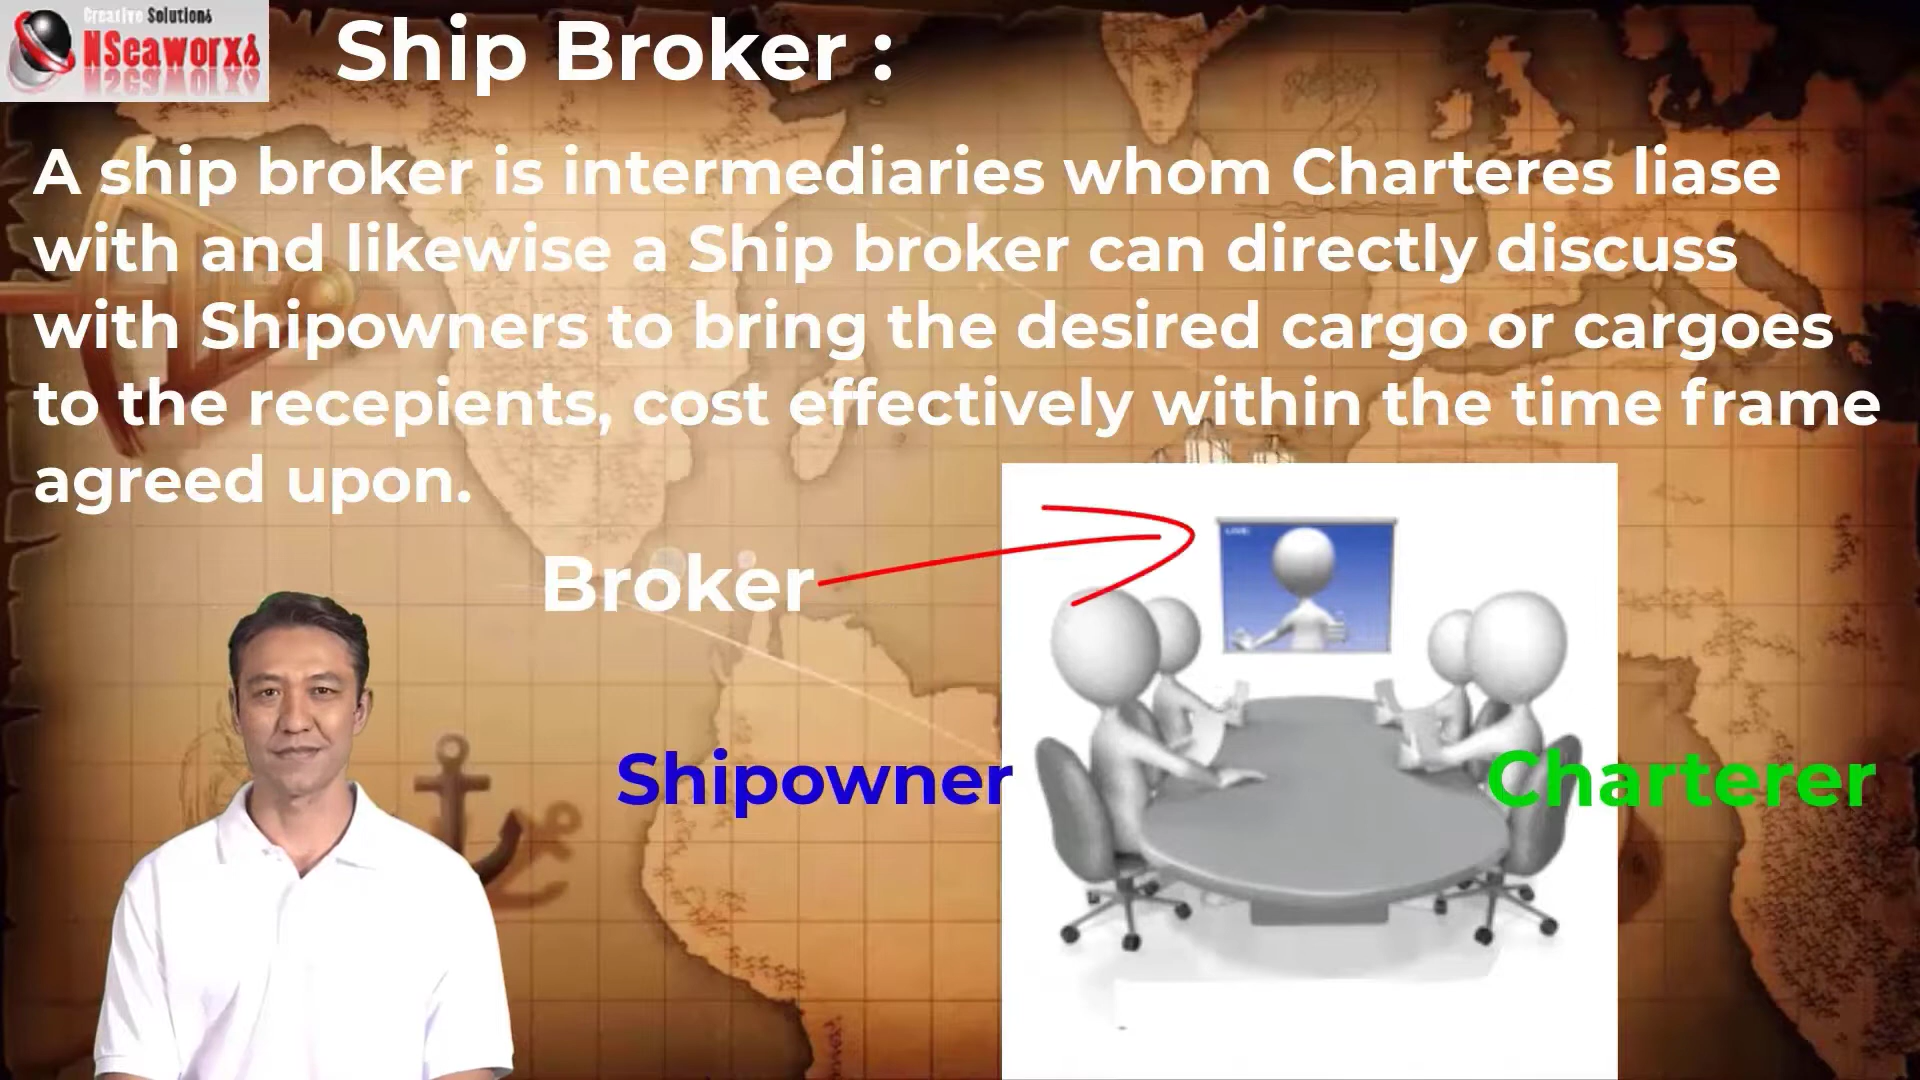 Creative Solutions
NSeaworxs
Ship Broker :
A ship broker is intermediaries whom Charteres liase
with and likewise a Ship broker can directly discuss
with Shipowners to bring the desired cargo or cargoes
to the recepients, cost effectively within the time frame
agreed upon.
Broker
LIVE
Shipowner
Charterer